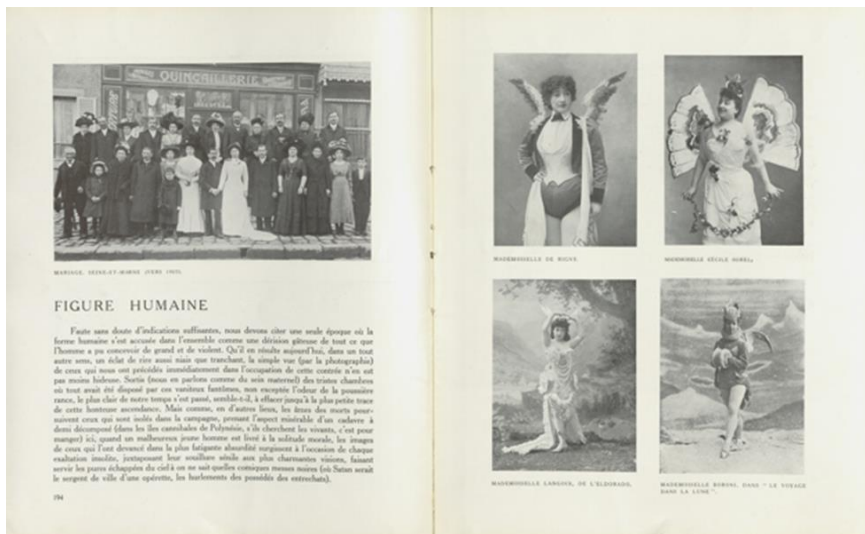 QUINCAILLERIE
MARIAGE, SEINE-ET-MARNE (VERS 1905).
FIGURE HUMAINE
Faute sans doute d'indications suffisantes, nous devons citer une seule époque où la
forme humaine s'est accusée dans l'ensemble comme une dérision gâteuse de tout ce que
l'homme a pu concevoir de grand et de violent. Qu'il en résulte aujourd'hui, dans un tout
autre sens, un éclat de rire aussi niais que tranchant, la simple vue (par la photographie)
de ceux qui nous ont précédés immédiatement dans l'occupation de cette contrée n'en est
pas moins hideuse. Sortis (nous en parlons comme du sein maternel) des tristes chambres
où tout avait été disposé par ces vaniteux fantômes, non exceptée l'odeur de la poussière
rance, le plus clair de notre temps s'est passé, semble-t-il, à effacer jusqu'à la plus petite trace
de cette honteuse ascendance. Mais comme, en d'autres lieux, les âmes des morts pour-
suivent ceux qui sont isolés dans la campagne, prenant l'aspect misérable d'un cadavre à
demi décomposé (dans les îles cannibales de Polynésie, s'ils cherchent les vivants, c'est pour
manger) ici, quand un malheureux jeune homme est livré à la solitude morale, les images
de ceux qui l'ont devancé dans la plus fatigante absurdité surgissent à l'occasion de chaque
exaltation insolite, juxtaposant leur souillure sénile aux plus charmantes visions, faisant
servir les pures échappées du ciel à on ne sait quelles comiques messes noires (où Satan serait
le sergent de ville d'une opérette, les hurlements des possédés des entrechats).
194
MADEMOISELLE DE RIGNY.
MADEMOISELLE CÉCILE SOREL.
MADEMOISELLE LANGOIX, DE L'ELDORADO.
MADEMOISELLE BORONI, DANS "LE VOYAGE
DANS LA LUNE".